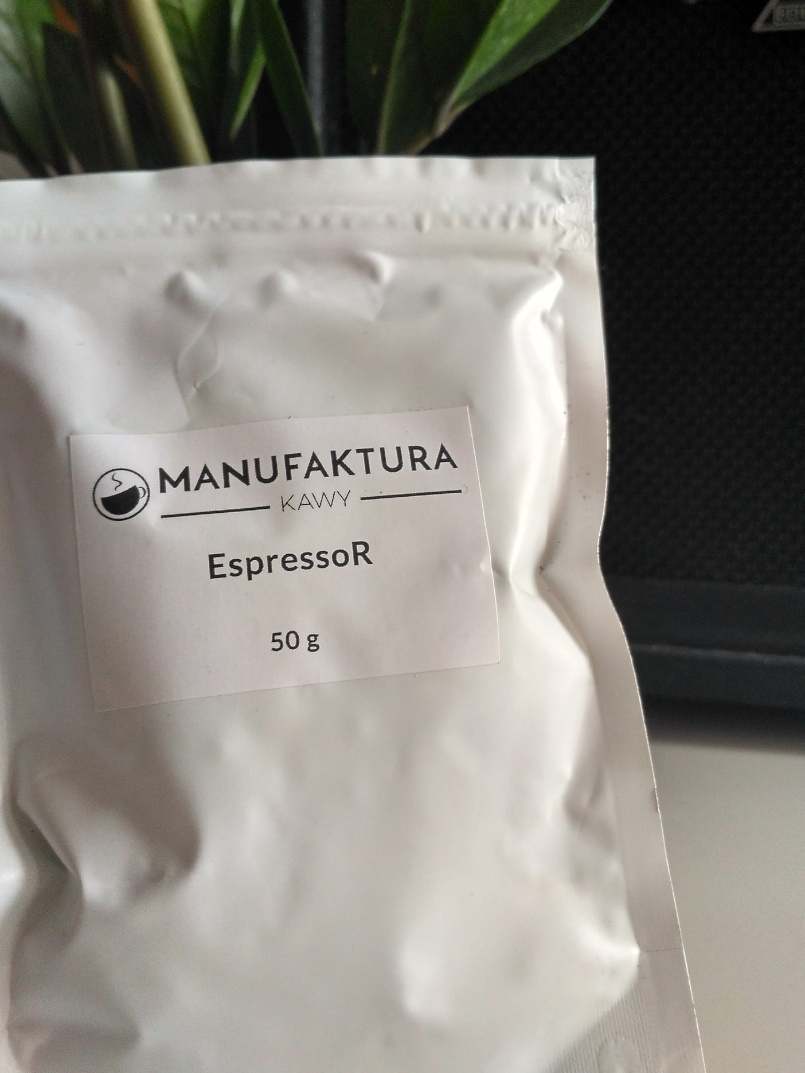 MANUFAKTURA
KAWY
EspressoR
50 g